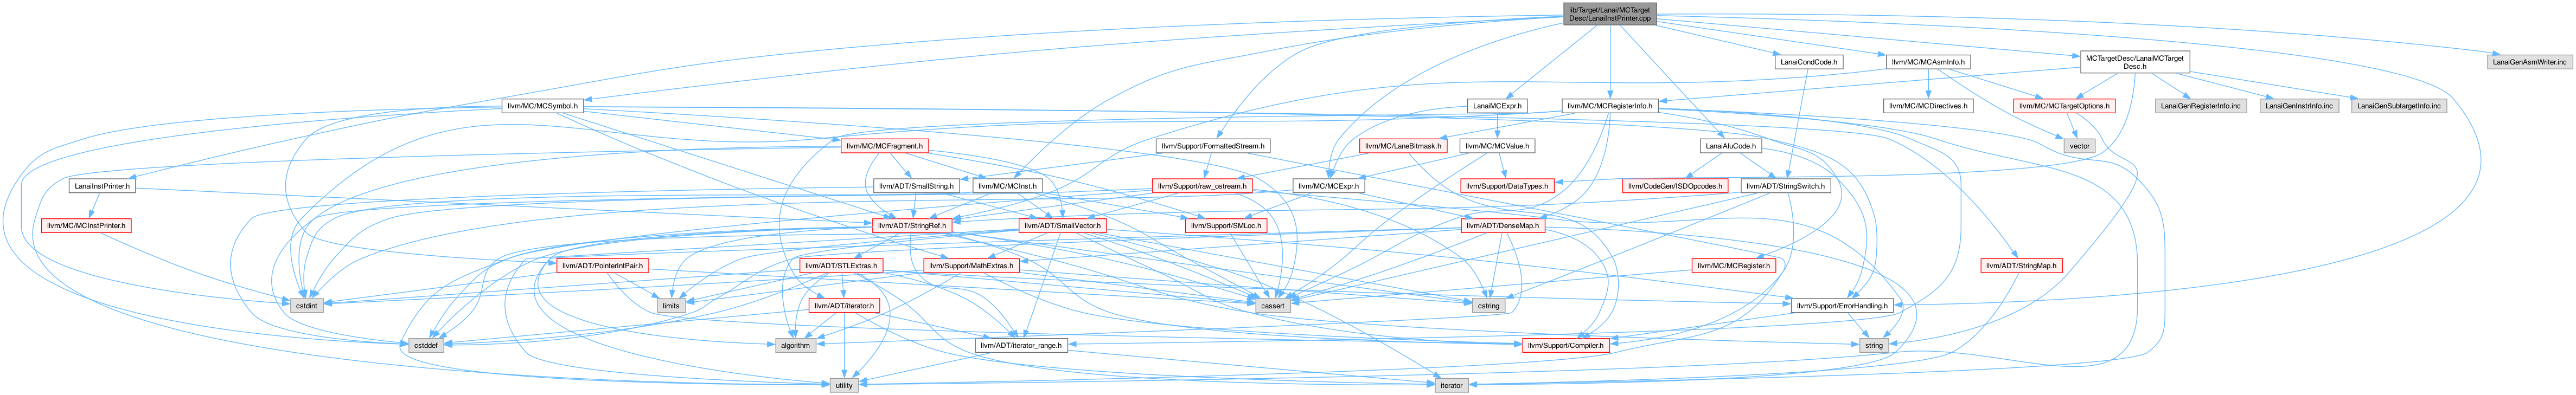 lib/Target/Lanai/MCTarget
Desc/LanaiInstPrinter.cpp
LanaiCondCode.h
llvm/MC/MCAsmInfo.h
MCTargetDesc/LanaiMCTarget
Desc.h
LanaiGenAsmWriter.inc
llvm/MC/MCSymbol.h
LanaiMCExpr.h
llvm/MC/MCRegisterInfo.h
llvm/MC/MCDirectives.h
llvm/MC/MCTargetOptions.h
LanaiGenRegisterInfo.inc
LanaiGenInstrInfo.inc
LanaiGenSubtargetInfo.inc
llvm/MC/MCFragment.h
llvm/Support/FormattedStream.h
llvm/MC/LaneBitmask.h
llvm/MC/MCValue.h
LanaiAluCode.h
vector
LanaiInstPrinter.h
llvm/ADT/SmallString.h
llvm/MC/MCInst.h
llvm/Support/raw_ostream.h
llvm/MC/MCExpr.h
llvm/Support/DataTypes.h
llvm/CodeGen/ISDOpcodes.h
llvm/ADT/StringSwitch.h
llvm/MC/MCInstPrinter.h
llvm/ADT/StringRef.h
llvm/ADT/SmallVector.h
llvm/Support/SMLoc.h
llvm/ADT/DenseMap.h
llvm/ADT/PointerIntPair.h
llvm/ADT/STLExtras.h
llvm/Support/MathExtras.h
llvm/MC/MCRegister.h
llvm/ADT/StringMap.h
cstdint
limits
llvm/ADT/iterator.h
cassert
cstring
llvm/Support/ErrorHandling.h
cstddef
algorithm
llvm/ADT/iterator_range.h
llvm/Support/Compiler.h
string
utility
iterator